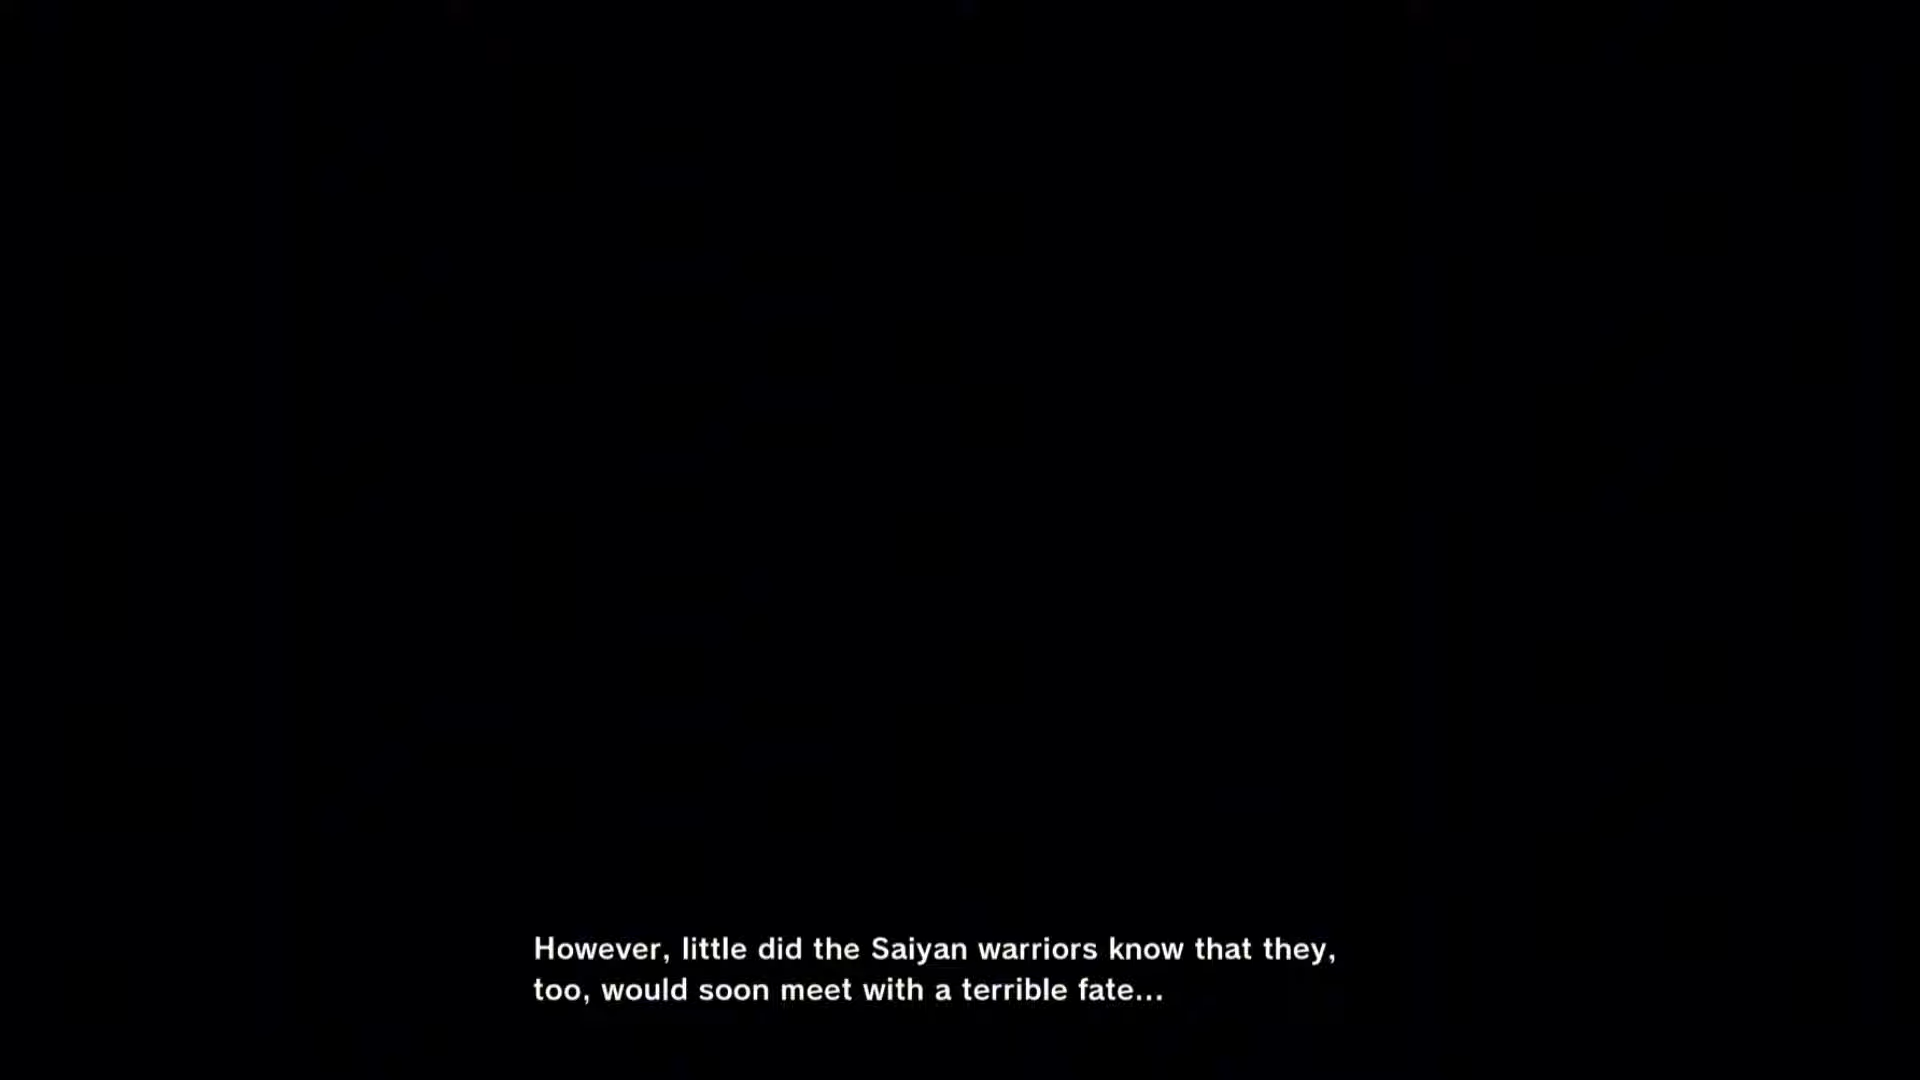 However, little did the Saiyan warriors know that they,
too, would soon meet with a terrible fate...